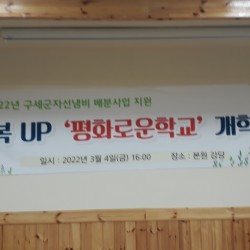 22년 구세군자선냄비 배분사업 지원
복 UP ‘평화로운학교’ 개학
일시 : 2022년 3월 4일(금) 16:00 장소 : 본원 강당